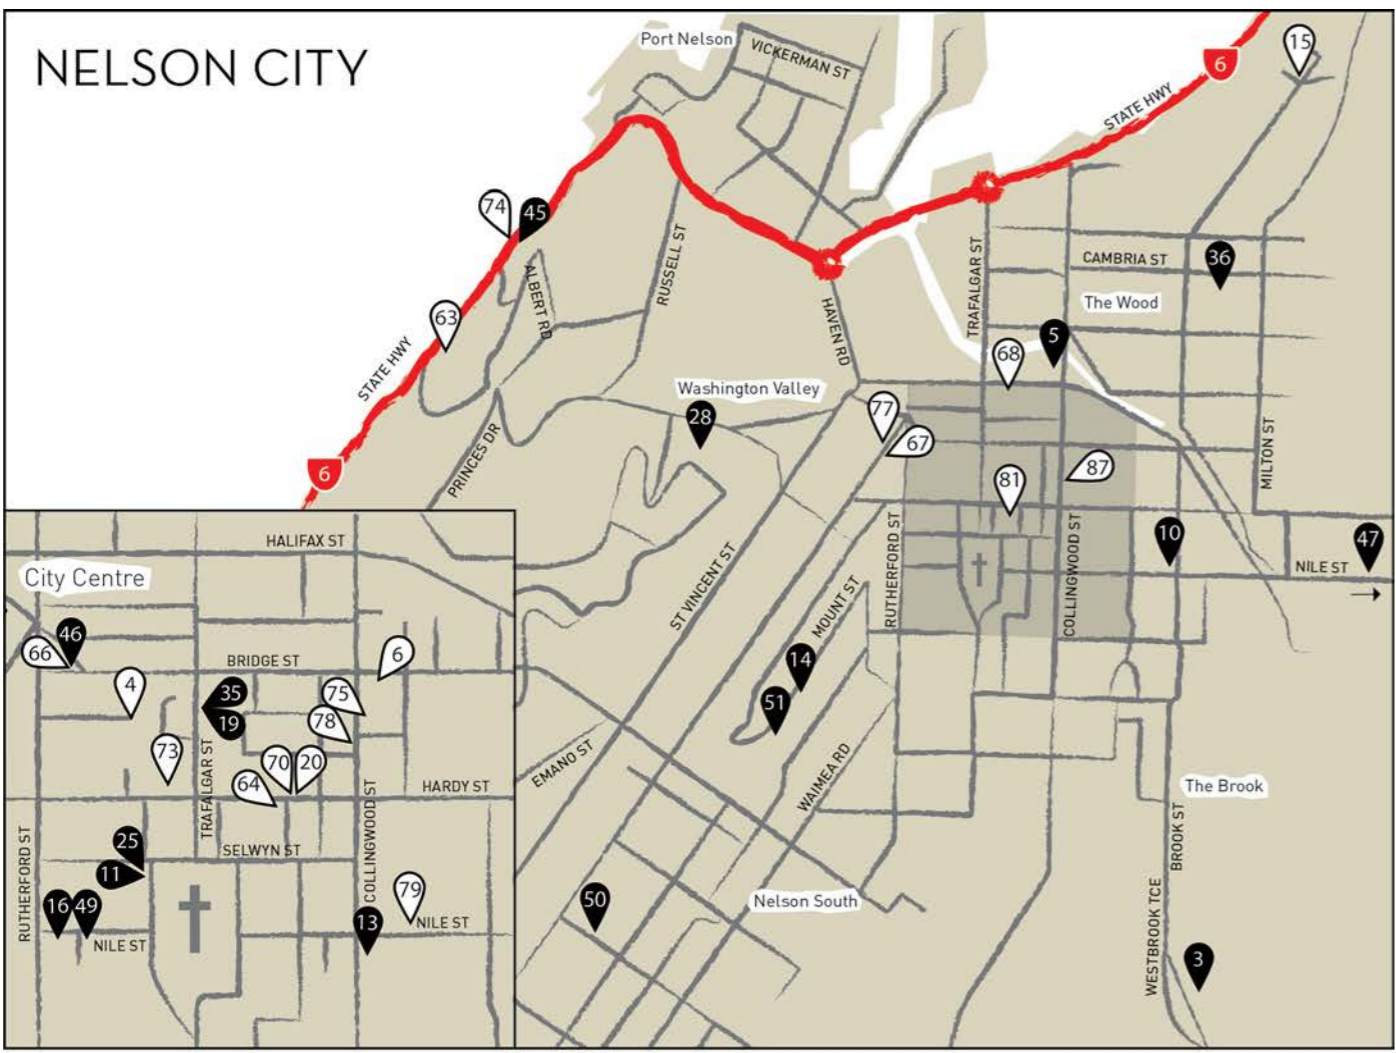 NELSON CITY
Port Nelson
VICKERMAN ST
6
15
STATE HWY
74
45
RUSSELL ST
TRAFALGAR ST
CAMBRIA ST
36
ALBERT RD
The Wood
63
HAVEN RD
5
68
STATE HWY
Washington Valley
28
77
67
MILTON ST
6
PRINCES DR
87
81
10
47
NILE ST
ST VINCENT ST
RUTHERFORD ST
COLLINGWOOD ST
MOUNT ST
14
51
EMANO ST
WAIMEA RD
The Brook
BROOK ST
Nelson South
50
WESTBROOK TCE
3
HALIFAX ST
City Centre
46
66
BRIDGE ST
6
4
35
75
19
78
73
TRAFALGAR ST
70
20
64
HARDY ST
COLLINGWOOD ST
RUTHERFORD ST
25
SELWYN ST
11
16
49
79
13
NILE ST
NILE ST